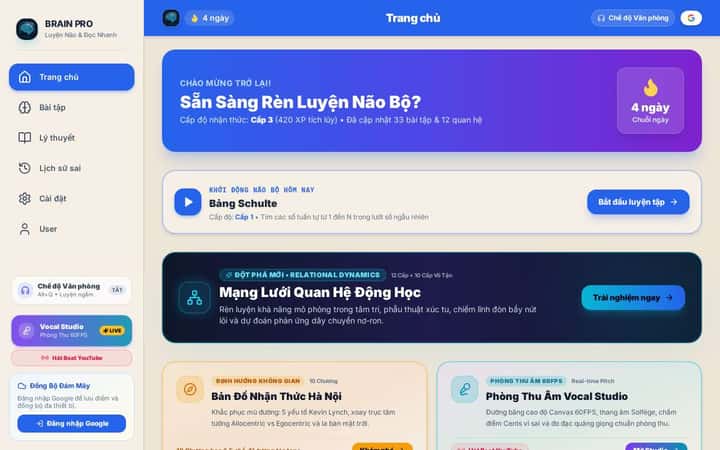 BRAIN PRO
Luyện Não & Đọc Nhanh
Trang chủ
Bài tập
Lý thuyết
Lịch sử sai
Cài đặt
User
Chế độ Văn phòng
Alt+Q • Luyện ngầm
TẮT
Vocal Studio
Phòng Thu 60FPS
LIVE
Hát Beat YouTube
Đồng Bộ Đám Mây
Đăng nhập Google để lưu điểm và
đồng bộ đa thiết bị.
Đăng nhập Google
4 ngày
Trang chủ
Chế độ Văn phòng
CHÀO MỪNG TRỞ LẠI!
Sẵn Sàng Rèn Luyện Não Bộ?
Cấp độ nhận thức: Cấp 3 (420 XP tích lũy) • Đã cập nhật 33 bài tập & 12 quan hệ
4 ngày
Chuỗi ngày
KHỞI ĐỘNG NÃO BỘ HÔM NAY
Bảng Schulte
Cấp độ: Cấp 1 • Tìm các số tuần tự từ 1 đến N trong lưới số ngẫu nhiên
Bắt đầu luyện tập →
ĐỘT PHÁ MỚI • RELATIONAL DYNAMICS
12 Cấp + 10 Cấp Vô Tận
Mạng Lưới Quan Hệ Động Học
Rèn luyện khả năng mô phỏng trong tâm trí, phẫu thuật xúc tu, chiếm lĩnh đòn bẩy nút
lõi và dự đoán phản ứng dây chuyền nơ-ron.
Trải nghiệm ngay →
ĐỊNH HƯỚNG KHÔNG GIAN
10 Chương
Bản Đồ Nhận Thức Hà Nội
Khắc phục mù đường: 5 yếu tố Kevin Lynch, xoay trục tâm
tưởng Allocentric vs Egocentric và la bàn mặt trời.
PHÒNG THU ÂM 60FPS
Real-time Pitch
Phòng Thu Âm Vocal Studio
Đường băng cao độ Canvas 60FPS, thang âm Solfège, chấm
điểm Cents vi sai và đo đạc quãng giọng chuẩn phòng thu.